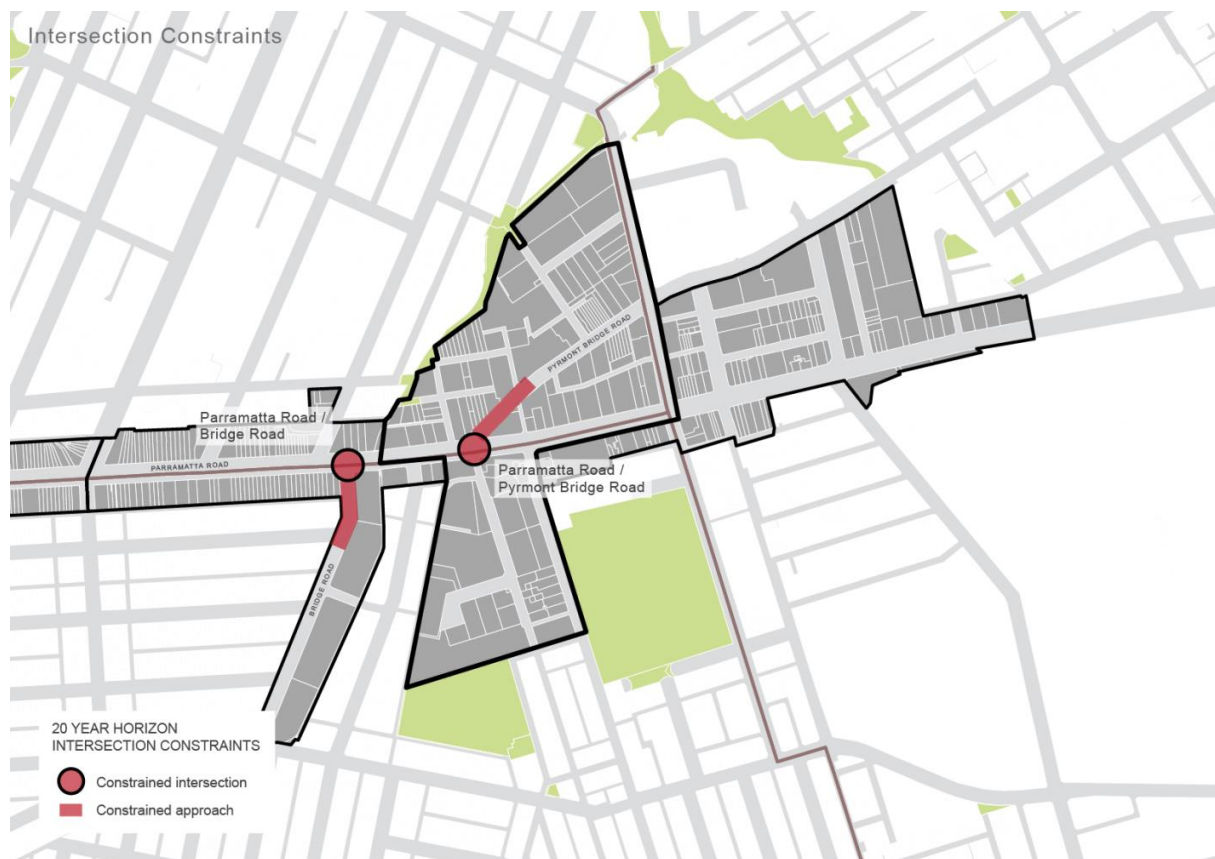 Intersection Constraints
PYRMONT BRIDGE ROAD
Parramatta Road /
Bridge Road
PARRAMATTA ROAD
Parramatta Road /
Pyrmont Bridge Road
BRIDGE ROAD
20 YEAR HORIZON
INTERSECTION CONSTRAINTS
Constrained intersection
Constrained approach